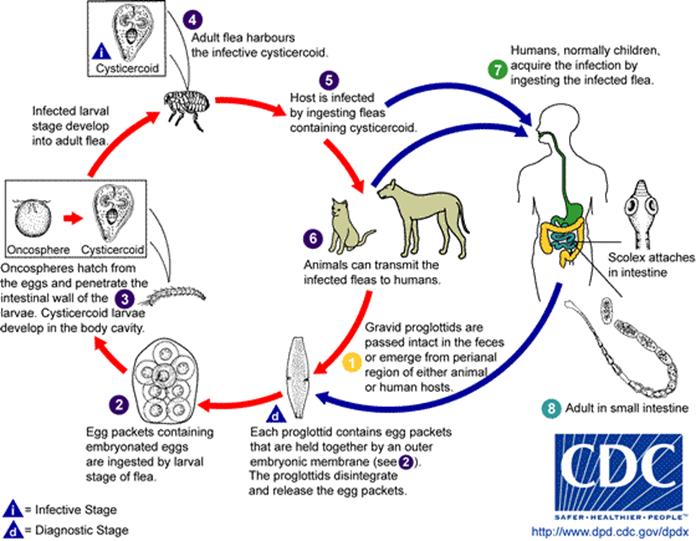 4
Adult flea harbours
the infective cysticercoid.
i
Cysticercoid
5
Host is infected
by ingesting fleas
containing cysticercoid.
7
Humans, normally children,
acquire the infection by
ingesting the infected flea.
Infected larval
stage develop
into adult flea.
Oncosphere
Cysticercoid
Oncospheres hatch from
the eggs and penetrate the
intestinal wall of the
larvae. Cysticercoid larvae
develop in the body cavity.
3
6
Animals can transmit the
infected fleas to humans.
Scolex attaches
in intestine
Gravid proglottids are
passed intact in the feces
or emerge from perianal
region of either animal
or human hosts.
1
2
Egg packets containing
embryonated eggs
are ingested by larval
stage of flea.
d
Each proglottid contains egg packets
that are held together by an outer
embryonic membrane (see 2).
The proglottids disintegrate
and release the egg packets.
8 Adult in small intestine
i = Infective Stage
d = Diagnostic Stage
CDC
SAFER·HEALTHIER·PEOPLE™
http://www.dpd.cdc.gov/dpdx